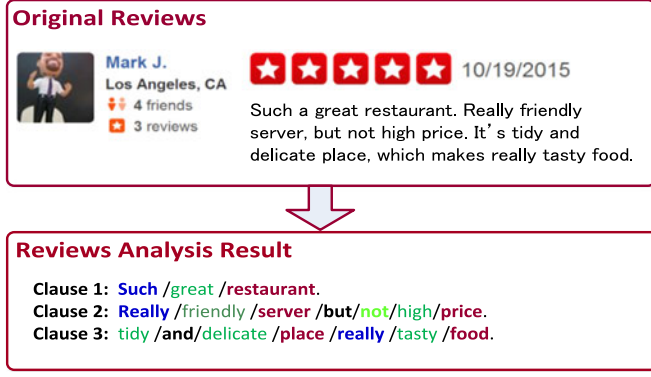 Original Reviews
Mark J.
Los Angeles, CA
4 friends
3 reviews
10/19/2015
Such a great restaurant. Really friendly
server, but not high price. It's tidy and
delicate place, which makes really tasty food.
Reviews Analysis Result
Clause 1: Such /great /restaurant.
Clause 2: Really /friendly /server /but/not/high/price.
Clause 3: tidy /and/delicate /place /really /tasty /food.